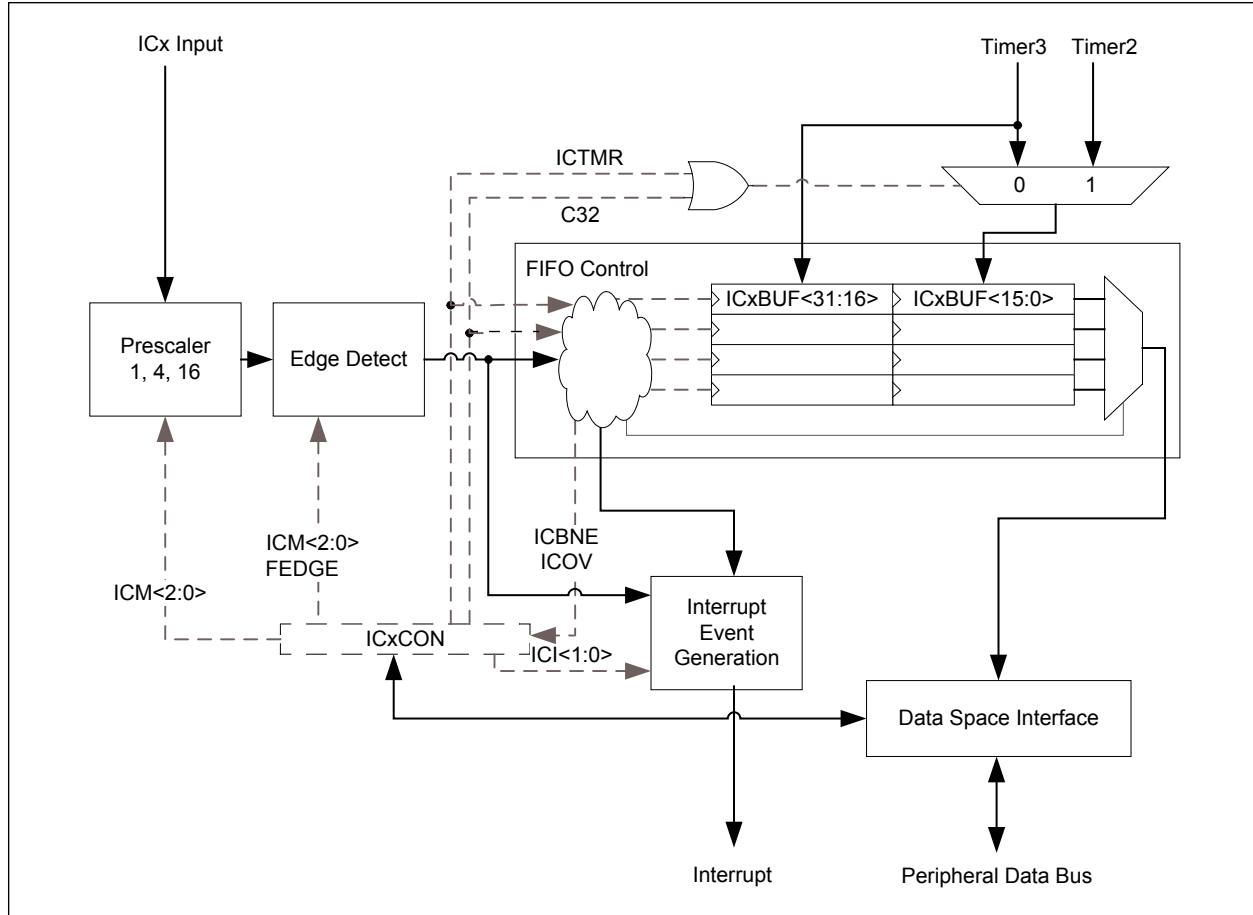 ICx Input
Timer3
Timer2
ICTMR
0
1
C32
FIFO Control
ICxBUF<31:16>
ICxBUF<15:0>
Prescaler
1, 4, 16
Edge Detect
ICBNE
ICOV
ICM<2:0>
FEDGE
ICM<2:0>
Interrupt
Event
Generation
ICxCON
ICI<1:0>
Data Space Interface
Interrupt
Peripheral Data Bus